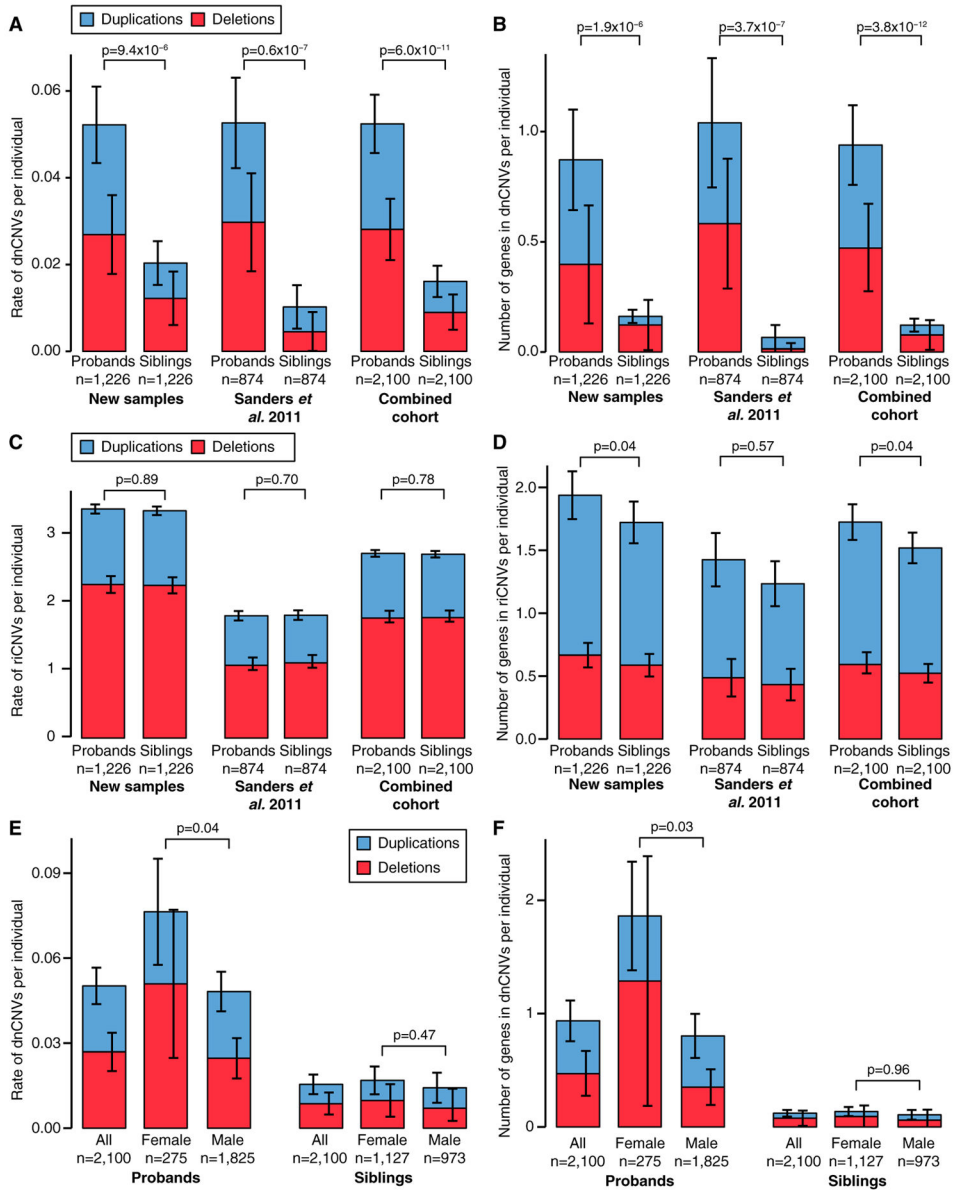 Duplications Deletions
A
p=9.4x10⁻⁶ p=0.6x10⁻⁷ p=6.0x10⁻¹¹
Rate of dnCNVs per individual
0.06
0.04
0.02
0.00
Probands Siblings Probands Siblings Probands Siblings
n=1,226 n=1,226 n=874 n=874 n=2,100 n=2,100
New samples Sanders et Combined
al. 2011 cohort
B
p=1.9x10⁻⁶ p=3.7x10⁻⁷ p=3.8x10⁻¹²
Number of genes in dnCNVs per individual
1.0
0.5
0.0
Probands Siblings Probands Siblings Probands Siblings
n=1,226 n=1,226 n=874 n=874 n=2,100 n=2,100
New samples Sanders et Combined
al. 2011 cohort
C
Duplications Deletions
p=0.89 p=0.70 p=0.78
Rate of riCNVs per individual
3
2
1
0
Probands Siblings Probands Siblings Probands Siblings
n=1,226 n=1,226 n=874 n=874 n=2,100 n=2,100
New samples Sanders et Combined
al. 2011 cohort
D
p=0.04 p=0.57 p=0.04
Number of genes in riCNVs per individual
2.0
1.5
1.0
0.5
0.0
Probands Siblings Probands Siblings Probands Siblings
n=1,226 n=1,226 n=874 n=874 n=2,100 n=2,100
New samples Sanders et Combined
al. 2011 cohort
E
p=0.04
Duplications
Deletions
Rate of dnCNVs per individual
0.09
0.06
0.03
0.00
p=0.47
All Female Male All Female Male
n=2,100 n=275 n=1,825 n=2,100 n=1,127 n=973
Probands Siblings
F
p=0.03
Number of genes in dnCNVs per individual
2
1
0
p=0.96
All Female Male All Female Male
n=2,100 n=275 n=1,825 n=2,100 n=1,127 n=973
Probands Siblings